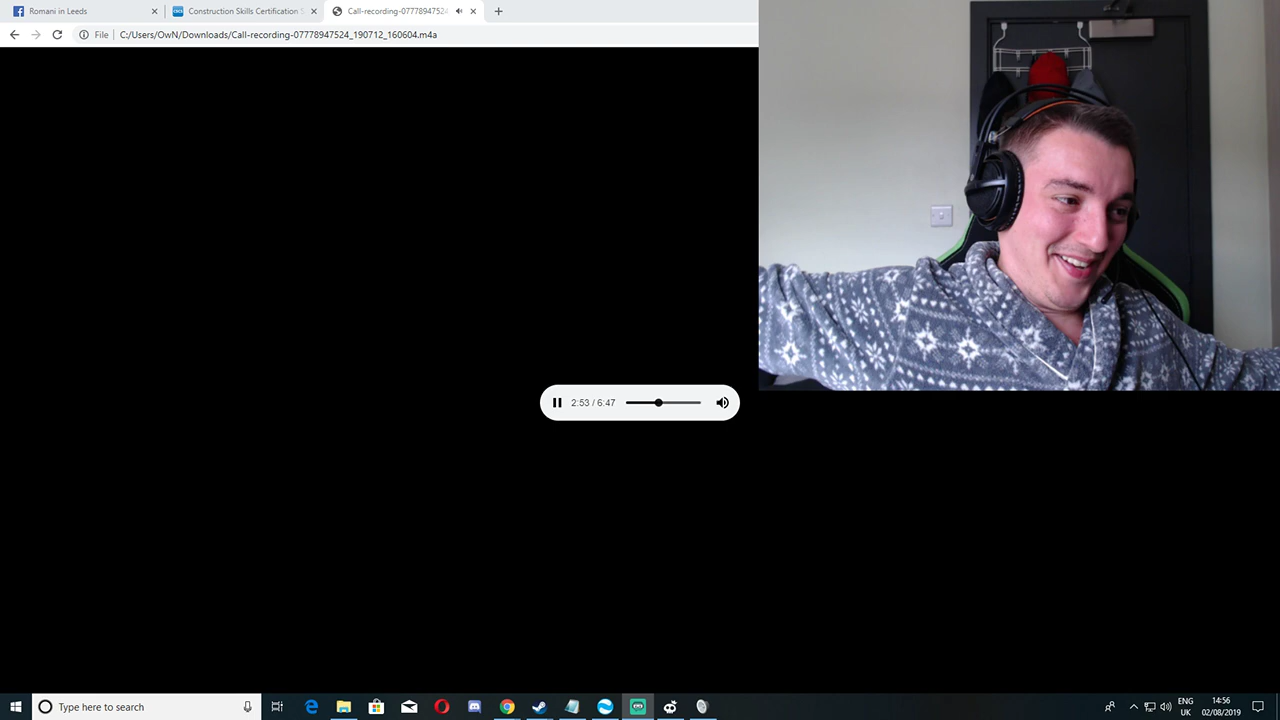 Romani in Leeds
Construction Skills Certification S
Call-recording-0777894752
File
C:/Users/OwN/Downloads/Call-recording-07778947524_190712_160604.m4a
2:53 / 6:47
Type here to search
ENG
UK
14:56
02/08/2019